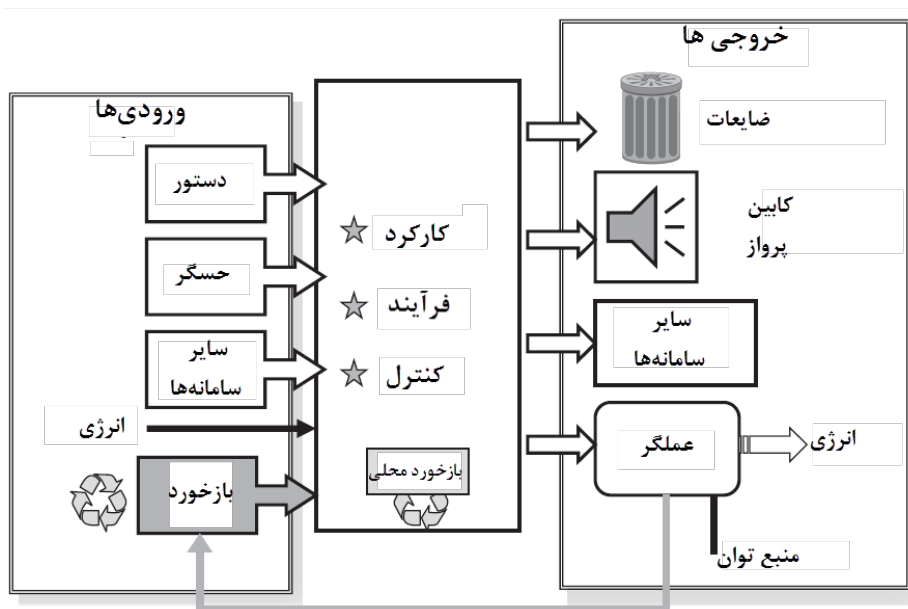 ورودی‌ها
دستور
حسگر
سایر
سامانه‌ها
انرژی
بازخورد
کارکرد
فرآیند
کنترل
بازخورد محلی
خروجی ها
ضایعات
کابین
پرواز
سایر
سامانه‌ها
عملگر
انرژی
منبع توان